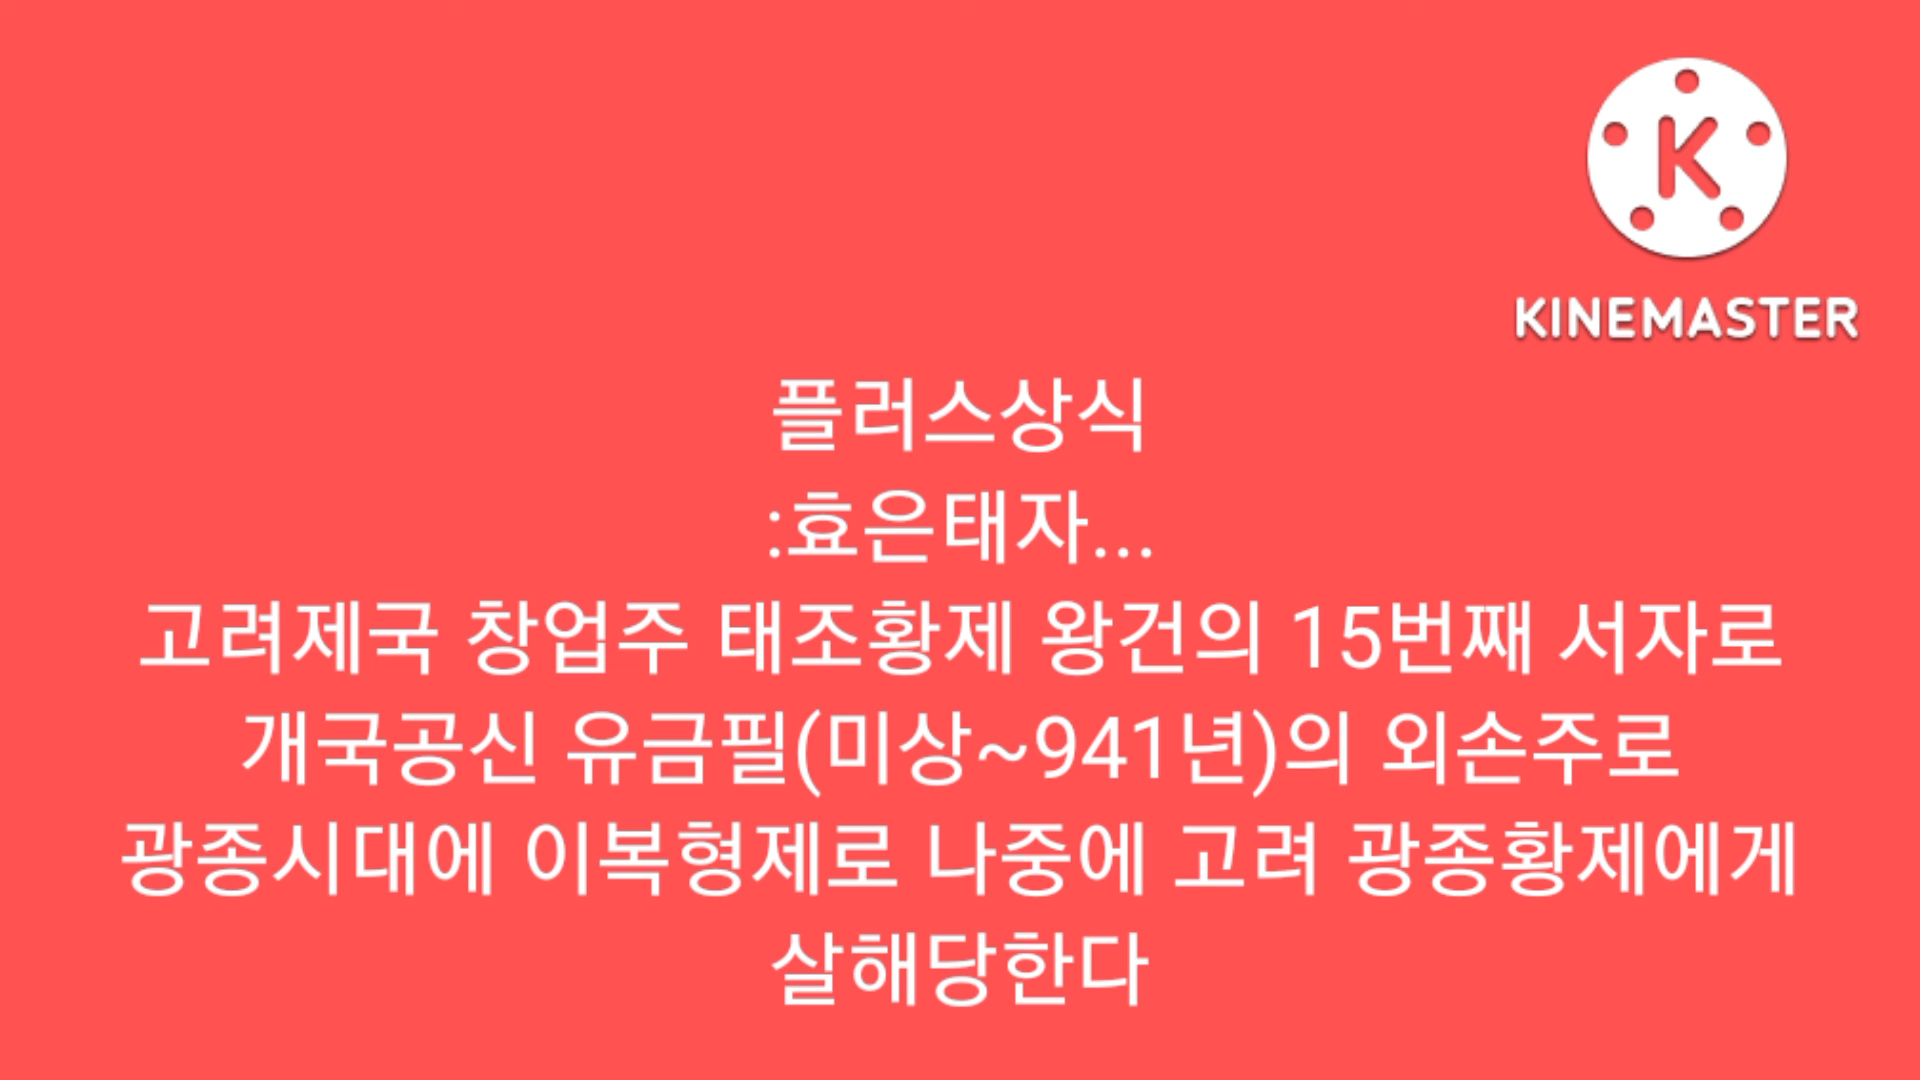 KINEMASTER
플러스상식
:효은태자...
고려제국 창업주 태조황제 왕건의 15번째 서자로
개국공신 유금필(미상~941년)의 외손주로
광종시대에 이복형제로 나중에 고려 광종황제에게
살해당한다